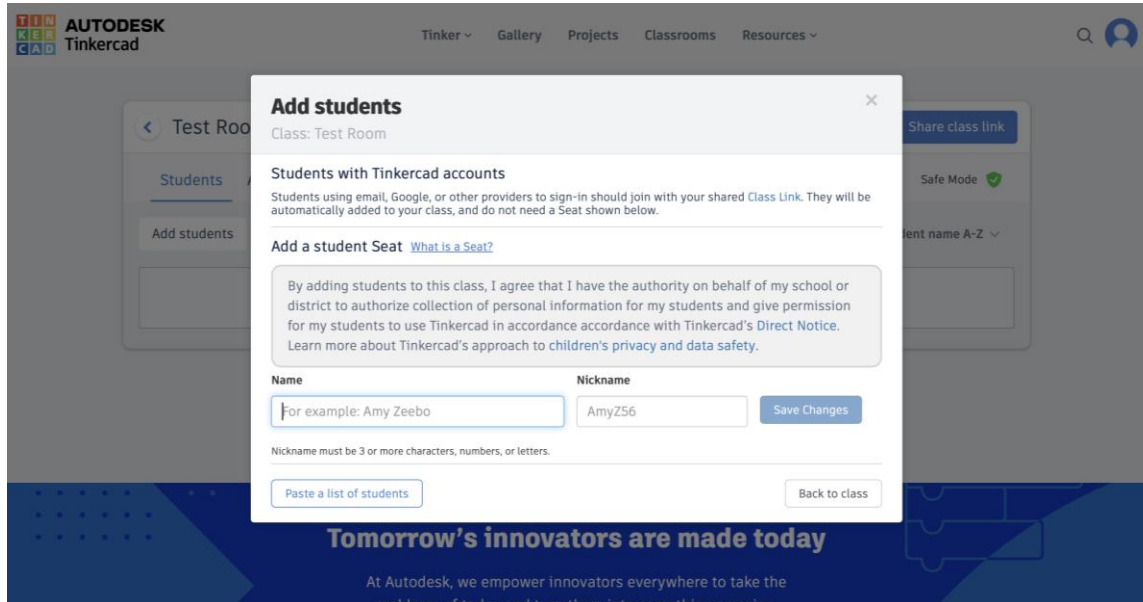 TIN
KER
CAD
AUTODESK
Tinkercad
Tinker Gallery Projects Classrooms Resources
Test Roo
Share class link
Students
Safe Mode
Add students
dent name A-Z
Add students
Class: Test Room
Students with Tinkercad accounts
Students using email, Google, or other providers to sign-in should join with your shared Class Link. They will be
automatically added to your class, and do not need a Seat shown below.
Add a student Seat What is a Seat?
By adding students to this class, I agree that I have the authority on behalf of my school or
district to authorize collection of personal information for my students and give permission
for my students to use Tinkercad in accordance accordance with Tinkercad's Direct Notice.
Learn more about Tinkercad's approach to children's privacy and data safety.
Name Nickname
For example: Amy Zeebo AmyZ56 Save Changes
Nickname must be 3 or more characters, numbers, or letters.
Paste a list of students Back to class
Tomorrow's innovators are made today
At Autodesk, we empower innovators everywhere to take the